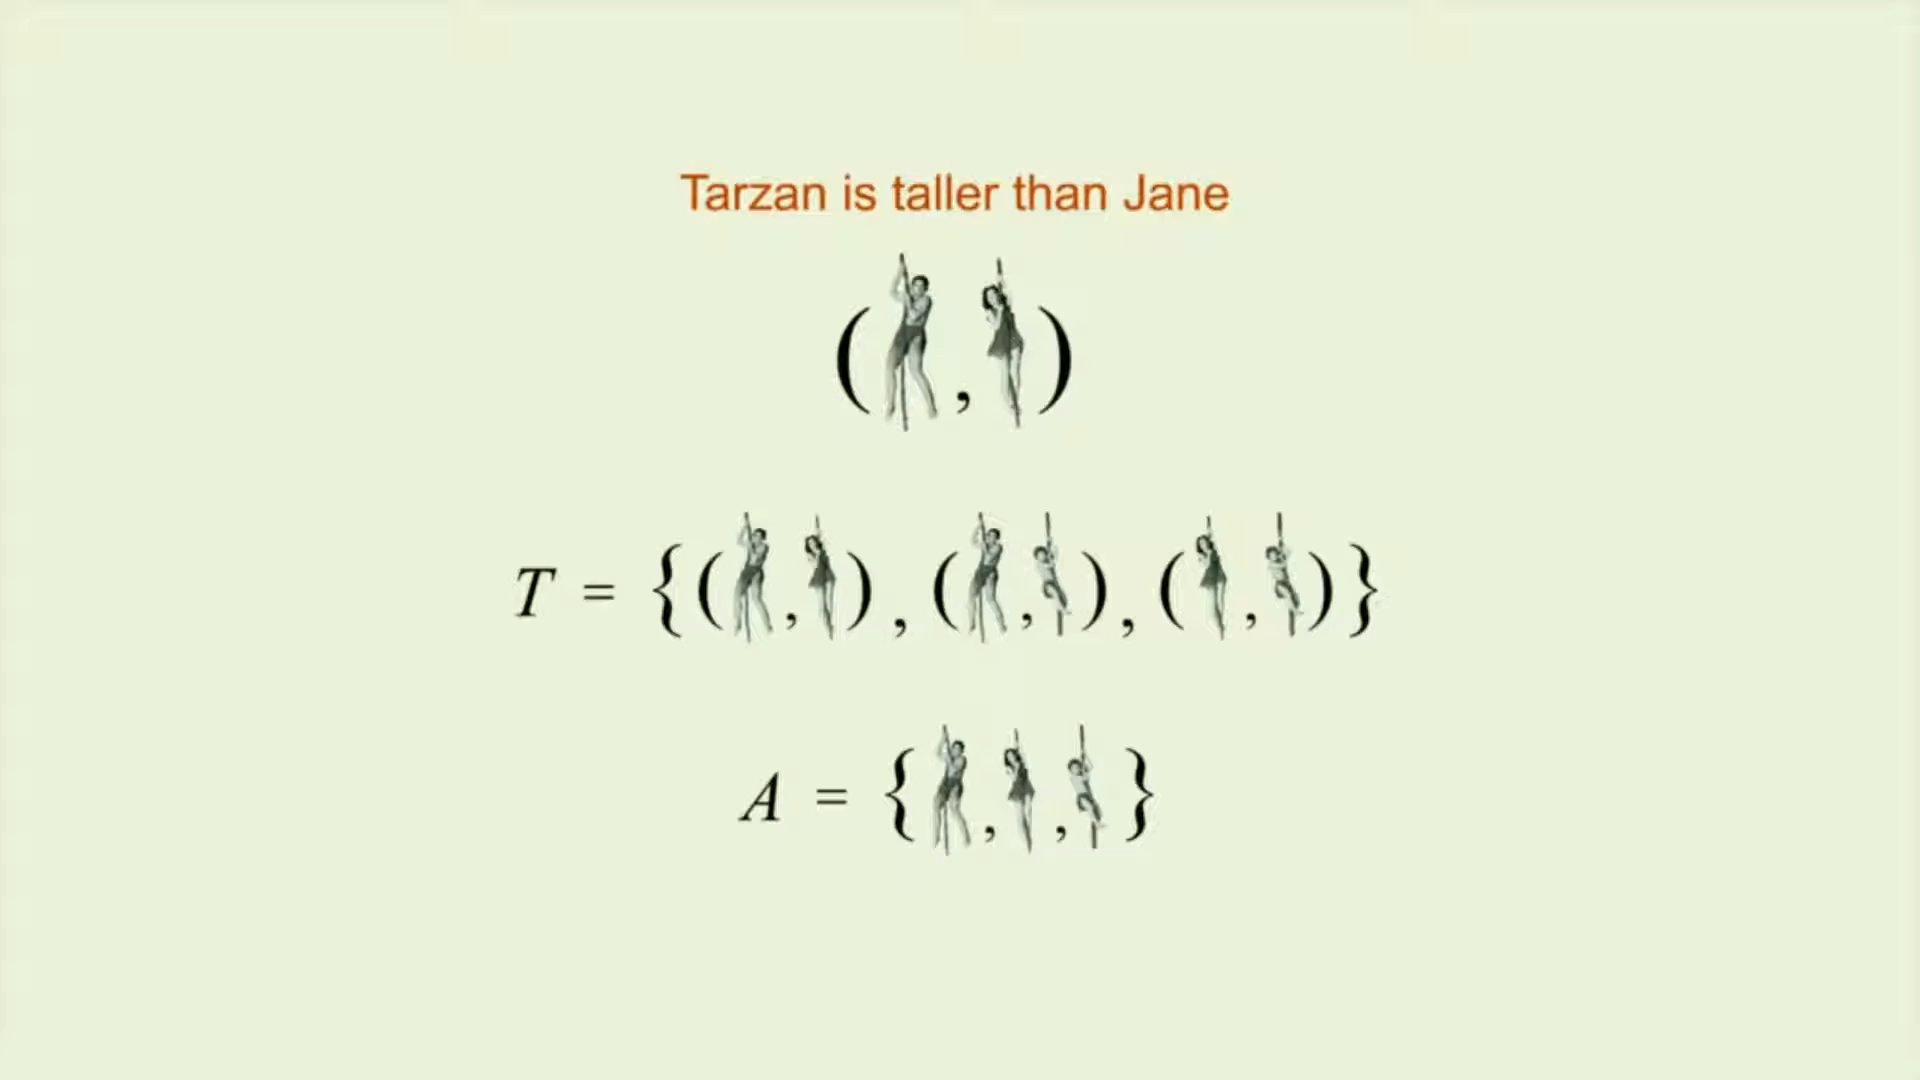 Tarzan is taller than Jane
( , )
T = {( , ), ( , ), ( , )}
A = { , , }